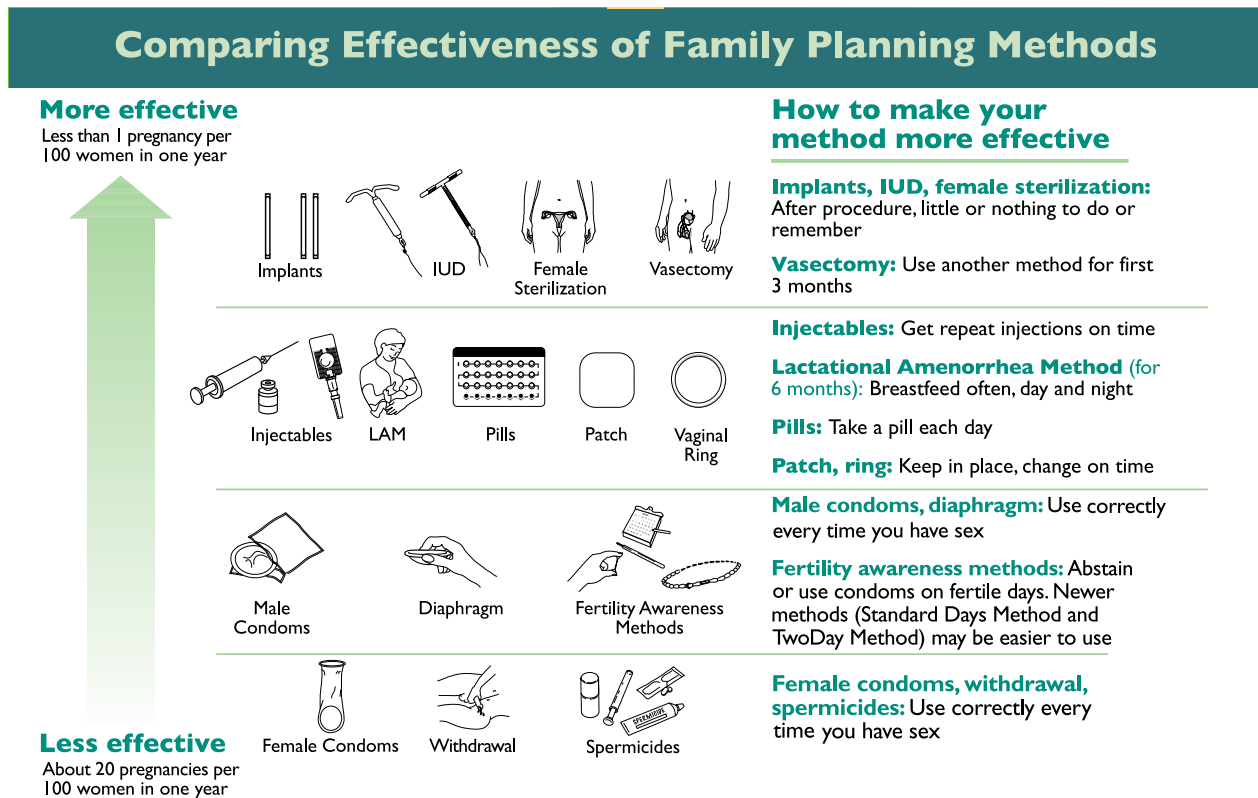 Comparing Effectiveness of Family Planning Methods
More effective
Less than 1 pregnancy per
100 women in one year
Implants
IUD
Female
Sterilization
Vasectomy
Injectables
LAM
Pills
Patch
Vaginal
Ring
Male
Condoms
Diaphragm
Fertility Awareness
Methods
SPERMICIDE
Female Condoms
Withdrawal
Spermicides
Less effective
About 20 pregnancies per
100 women in one year
How to make your
method more effective
Implants, IUD, female sterilization:
After procedure, little or nothing to do or
remember
Vasectomy: Use another method for first
3 months
Injectables: Get repeat injections on time
Lactational Amenorrhea Method (for
6 months): Breastfeed often, day and night
Pills: Take a pill each day
Patch, ring: Keep in place, change on time
Male condoms, diaphragm: Use correctly
every time you have sex
Fertility awareness methods: Abstain
or use condoms on fertile days. Newer
methods (Standard Days Method and
TwoDay Method) may be easier to use
Female condoms, withdrawal,
spermicides: Use correctly every
time you have sex